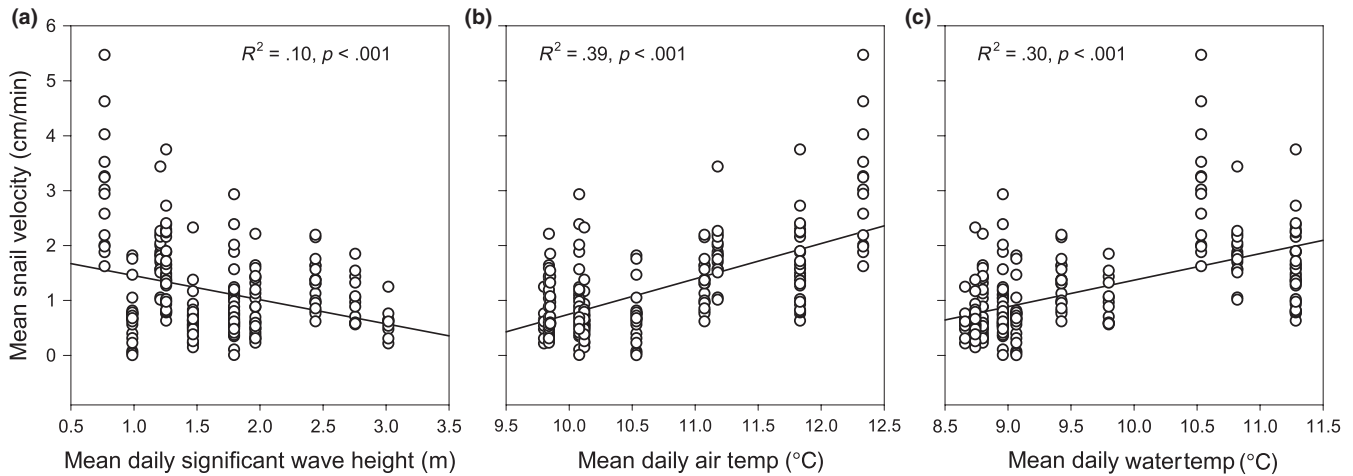 (a)
R² = .10, p < .001
6
5
4
3
2
1
0
Mean snail velocity (cm/min)
0.5 1.0 1.5 2.0 2.5 3.0 3.5
Mean daily significant wave height (m)
(b)
R² = .39, p < .001
9.5 10.0 10.5 11.0 11.5 12.0 12.5
Mean daily air temp (°C)
(c)
R² = .30, p < .001
8.5 9.0 9.5 10.0 10.5 11.0 11.5
Mean daily water temp (°C)